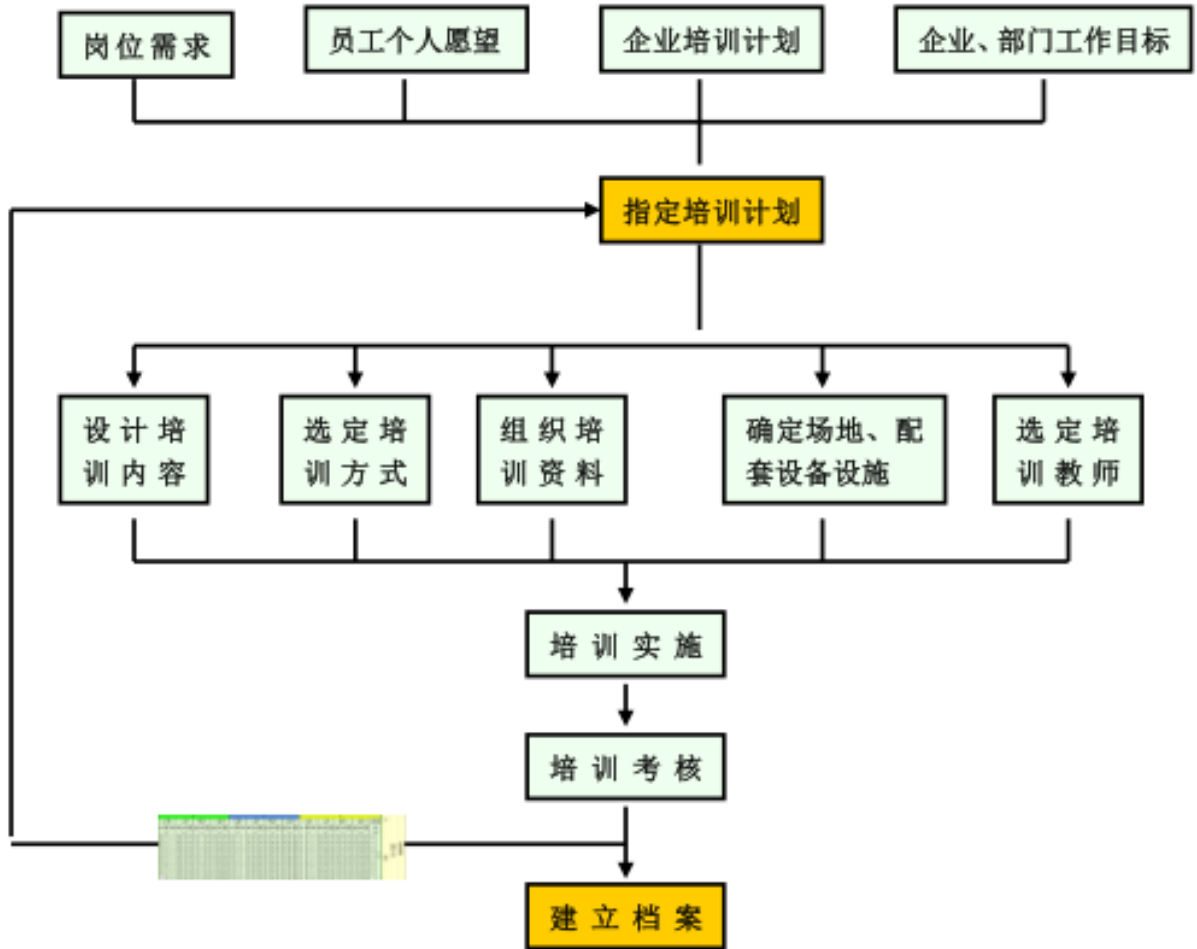 岗位需求
员工个人愿望
企业培训计划
企业、部门工作目标
指定培训计划
设计培
训内容
选定培
训方式
组织培
训资料
确定场地、配
套设备设施
选定培
训教师
培训实施
培训考核
建立档案